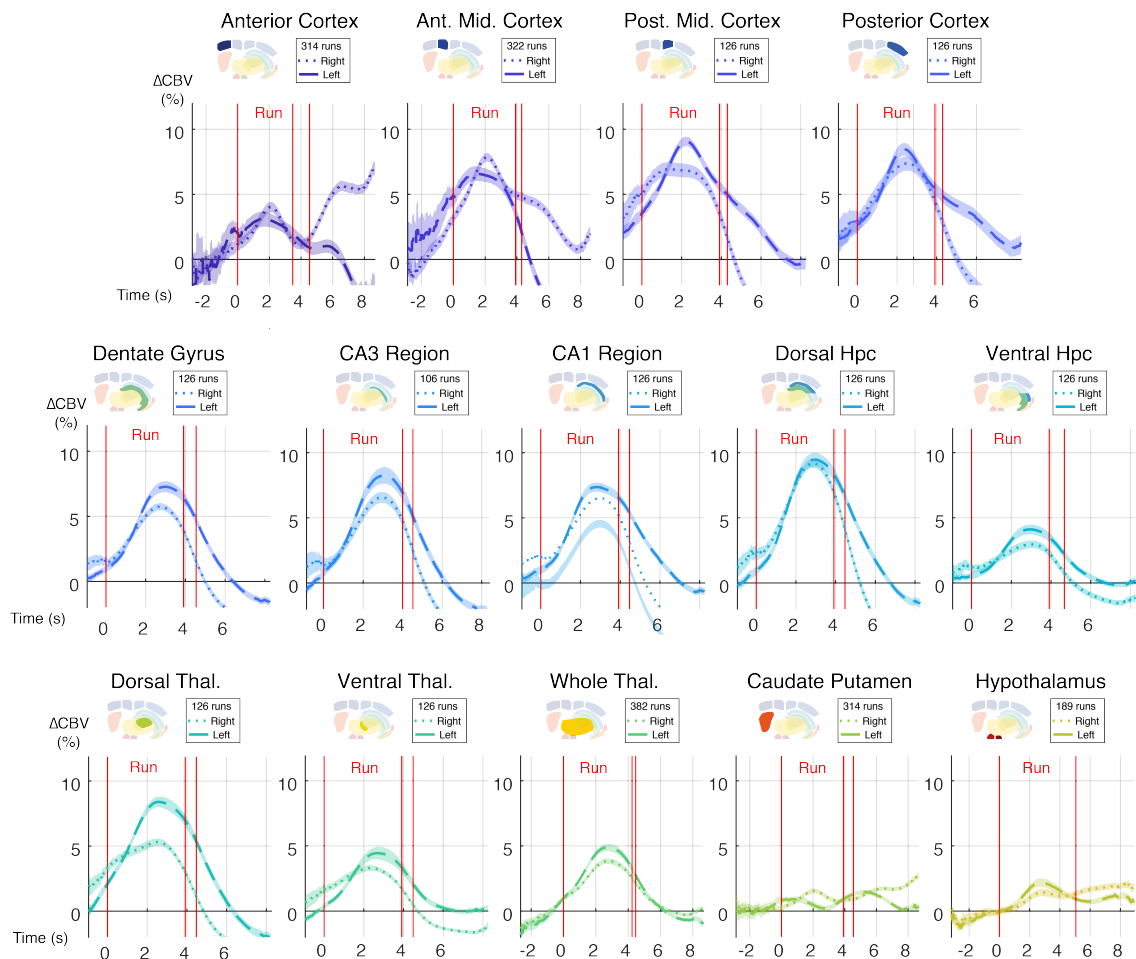 Anterior Cortex
314 runs
Right
Left
Ant. Mid. Cortex
322 runs
Right
Left
Post. Mid. Cortex
126 runs
Right
Left
Posterior Cortex
126 runs
Right
Left
ΔCBV
(%)
Run
10
5
0
Time (s)
-2 0 2 4 6 8
Run
10
5
0
-2 0 2 4 6 8
Run
10
5
0
0 2 4 6
Run
10
5
0
0 2 4 6
Dentate Gyrus
126 runs
Right
Left
CA3 Region
106 runs
Right
Left
CA1 Region
126 runs
Right
Left
Dorsal Hpc
126 runs
Right
Left
Ventral Hpc
126 runs
Right
Left
ΔCBV
(%)
Run
10
5
0
Time (s)
0 2 4 6
Run
10
5
0
0 2 4 6 8
Run
10
5
0
0 2 4 6
Run
10
5
0
0 2 4 6
Run
10
5
0
0 2 4 6
Dorsal Thal.
126 runs
Right
Left
Ventral Thal.
126 runs
Right
Left
Whole Thal.
382 runs
Right
Left
Caudate Putamen
314 runs
Right
Left
Hypothalamus
189 runs
Right
Left
ΔCBV
(%)
Run
10
5
0
Time (s)
0 2 4 6
Run
10
5
0
0 2 4 6 8
Run
10
5
0
-2 0 2 4 6 8
Run
10
5
0
-2 0 2 4 6 8
Run
10
5
0
-2 0 2 4 6 8